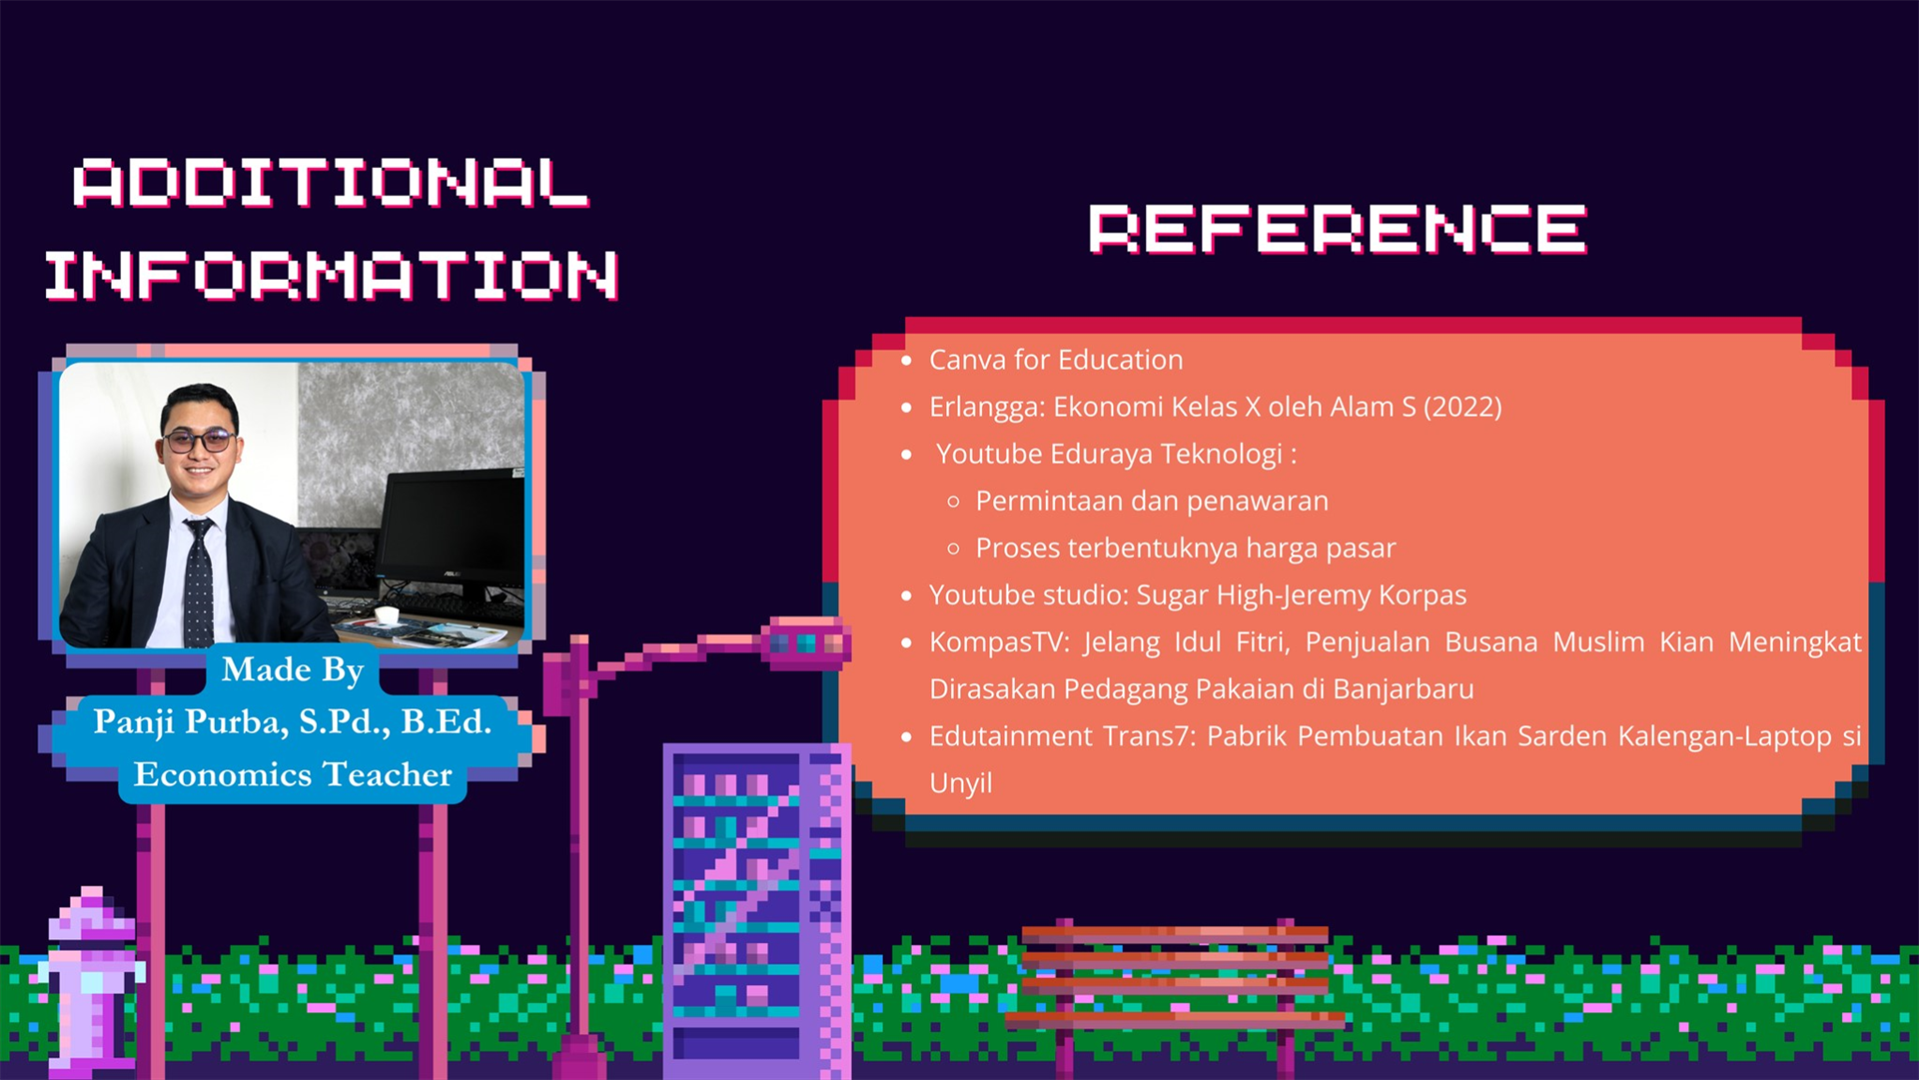 ADDITIONAL
INFORMATION
Made By
Panji Purba, S.Pd., B.Ed.
Economics Teacher
REFERENCE
• Canva for Education
• Erlangga: Ekonomi Kelas X oleh Alam S (2022)
• Youtube Eduraya Teknologi :
◦ Permintaan dan penawaran
◦ Proses terbentuknya harga pasar
• Youtube studio: Sugar High-Jeremy Korpas
• KompasTV: Jelang Idul Fitri, Penjualan Busana Muslim Kian Meningkat
Dirasakan Pedagang Pakaian di Banjarbaru
• Edutainment Trans7: Pabrik Pembuatan Ikan Sarden Kalengan-Laptop si
Unyil